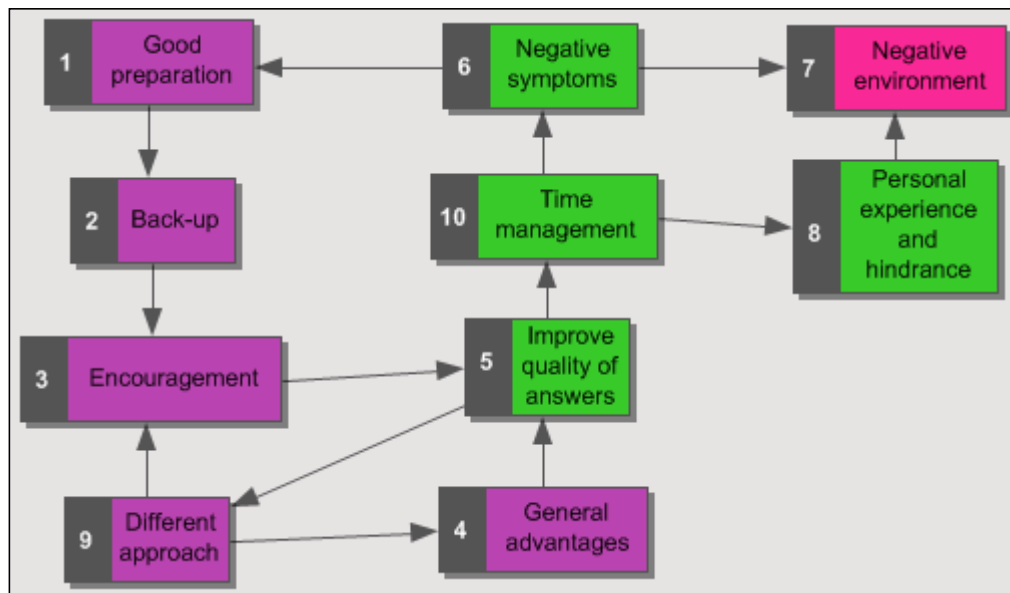 1
Good
preparation
6
Negative
symptoms
7
Negative
environment
2
Back-up
10
Time
management
8
Personal
experience
and
hindrance
3
Encouragement
5
Improve
quality of
answers
9
Different
approach
4
General
advantages